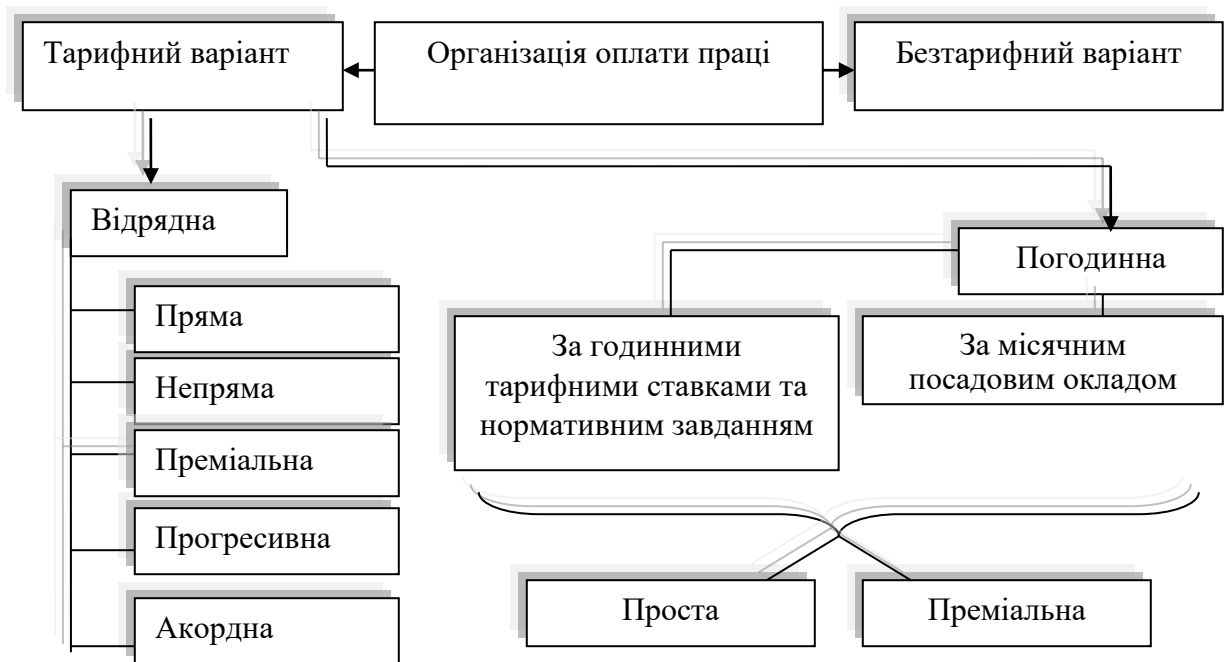 Тарифний варіант
Організація оплати праці
Безтарифний варіант
Відрядна
Погодинна
Пряма
Непряма
Преміальна
Прогресивна
Акордна
За годинними
тарифними ставками та
нормативним завданням
За місячним
посадовим окладом
Проста
Преміальна